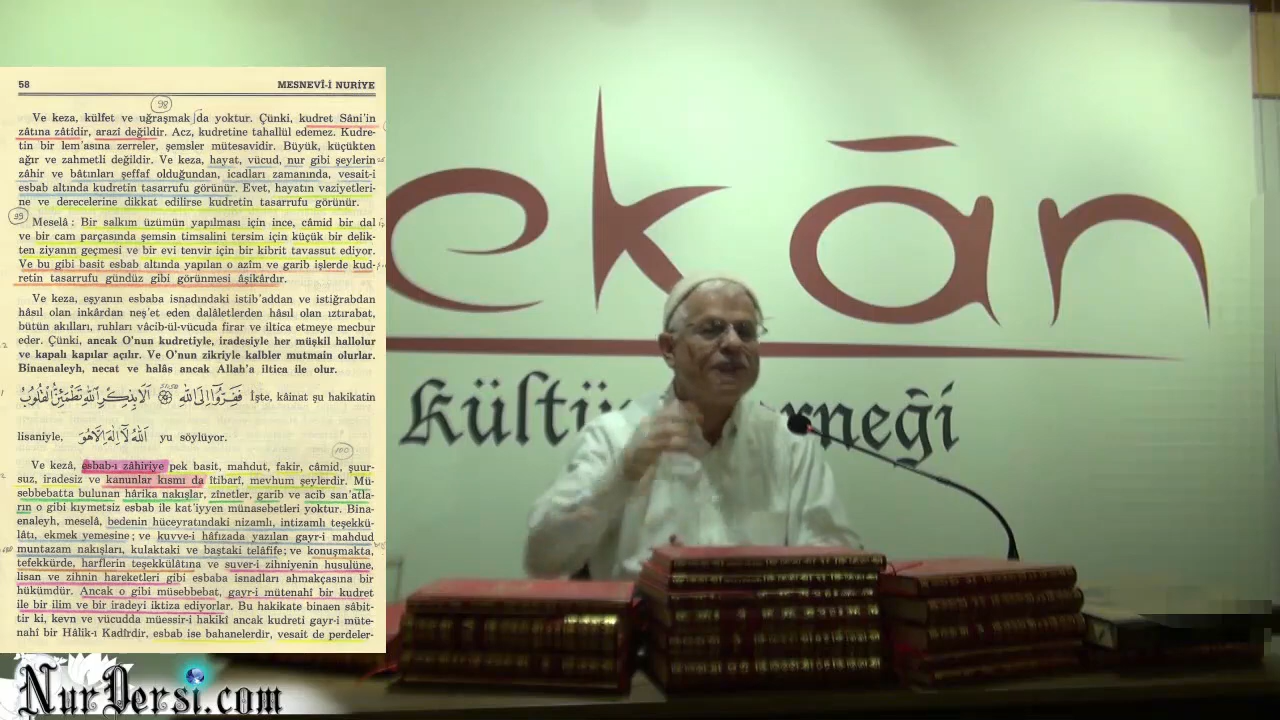 58 MESNEVÎ-İ NURİYE
98
Ve keza, külfet ve uğraşmak da yoktur. Çünki, kudret Sâni'in
zâtına zâtîdir, arazî değildir. Acz, kudretine tahallül edemez. Kudre-
tin bir lem'asına zerreler, şemsler mütesavidir. Büyük, küçükten
ağır ve zahmetli değildir. Ve keza, hayat, vücud, nur gibi şeylerin
zâhir ve bâtınları şeffaf olduğundan, icadları zamanında, vesait-i
esbab altında kudretin tasarrufu görünür. Evet, hayatın vaziyetleri-
ne ve derecelerine dikkat edilirse kudretin tasarrufu görünür.
99
Meselâ : Bir salkım üzümün yapılması için ince, câmid bir dal
ve bir cam parçasında şemsin timsalini tersim için küçük bir delik-
ten ziyanın geçmesi ve bir evi tenvir için bir kibrit tavassut ediyor.
Ve bu gibi basit esbab altında yapılan o azîm ve garib işlerde kud-
retin tasarrufu gündüz gibi görünmesi âşikârdır.
Ve keza, eşyanın esbaba isnadındaki istib'addan ve istiğrabdan
hâsıl olan inkârdan neş'et eden dalâletlerden hâsıl olan ıztırabat,
bütün akılları, ruhları vâcib-ül-vücuda firar ve iltica etmeye mecbur
eder. Çünki, ancak O'nun kudretiyle, iradesiyle her müşkil hallolur
ve kapalı kapılar açılır. Ve O'nun zikriyle kalbler mutmain olurlar.
Binaenaleyh, necat ve halâs ancak Allah'a iltica ile olur.
فَفِرُّوٓا اِلَى اللّٰهِ ۞ اَلَا بِذِكْرِ اللّٰهِ تَطْمَئِنُّ الْقُلُوبُ İşte, kâinat şu hakikatin
lisaniyle, اَللّٰهُ لَٓا اِلٰهَ اِلَّا هُوَ yu söylüyor.
100
Ve kezâ, esbab-ı zâhiriye pek basit, mahdut, fakir, câmid, şuur-
suz, iradesiz ve kanunlar kısmı da îtibarî, mevhum şeylerdir. Mü-
sebbebatta bulunan hârika nakışlar, zînetler, garib ve acib san'atla-
rın o gibi kıymetsiz esbab ile kat'iyyen münasebetleri yoktur. Bina-
enaleyh, meselâ, bedenin hüceyratındaki nizamlı, intizamlı teşekkü-
lâtı, ekmek yemesine ; ve kuvve-i hâfızada yazılan gayr-i mahdud
muntazam nakışları, kulaktaki ve baştaki telâfife ; ve konuşmakta,
tefekkürde, harflerin teşekkülâtına ve suver-i zihniyenin husulüne,
lisan ve zihnin hareketleri gibi esbaba isnadları ahmakçasına bir
hükümdür. Ancak o gibi müsebbebat, gayr-i mütenahî bir kudret
ile bir ilim ve bir iradeyi iktiza ediyorlar. Bu hakikate binaen sâbit-
tir ki, kevn ve vücudda müessir-i hakikî ancak kudreti gayr-i müte-
nahî bir Hâlik-ı Kadîrdir, esbab ise bahanelerdir, vesait de perdeler-
ekān
Kültü rneği
NurDersi.com